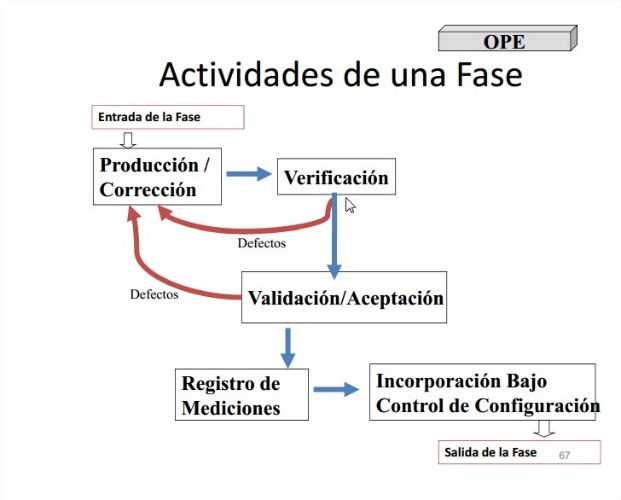 OPE
Actividades de una Fase
Entrada de la Fase
Producción /
Corrección
Verificación
Defectos
Defectos
Validación/Aceptación
Registro de
Mediciones
Incorporación Bajo
Control de Configuración
Salida de la Fase
67